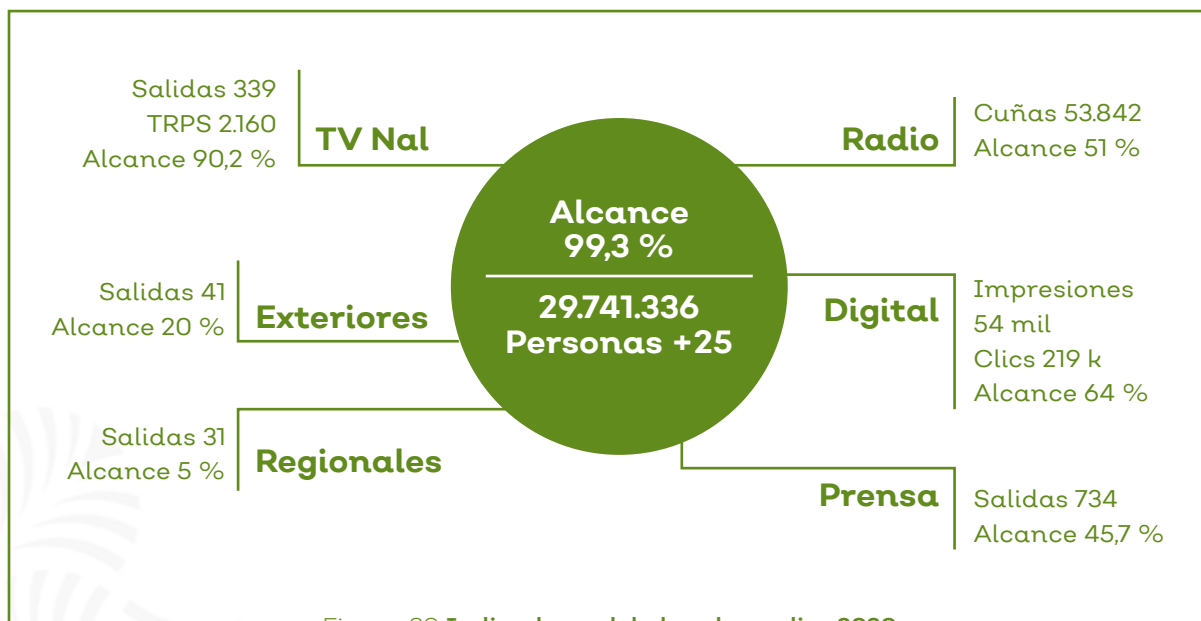 Salidas 339
TRPS 2.160
Alcance 90,2 %
TV Nal
Radio
Cuñas 53.842
Alcance 51 %
Alcance
99,3 %
29.741.336
Personas +25
Salidas 41
Alcance 20 %
Exteriores
Digital
Impresiones
54 mil
Clics 219 k
Alcance 64 %
Salidas 31
Alcance 5 %
Regionales
Prensa
Salidas 734
Alcance 45,7 %